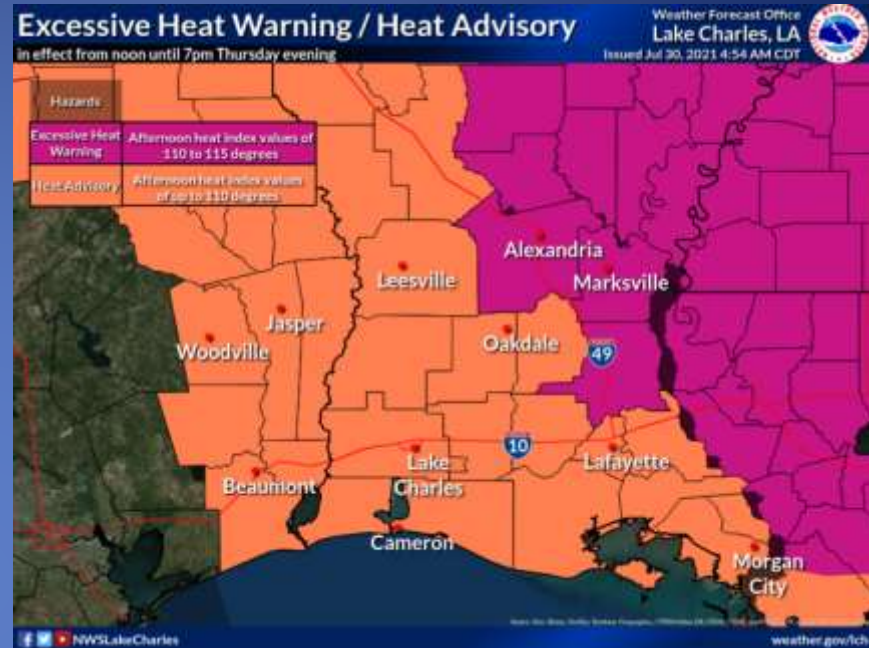 Excessive Heat Warning / Heat Advisory
in effect from noon until 7pm Thursday evening
Weather Forecast Office
Lake Charles, LA
Issued Jul 30, 2021 4:54 AM CDT
Hazards
Excessive Heat
Warning
Afternoon heat index values of
110 to 115 degrees
Heat Advisory
Afternoon heat index values
of up to 110 degrees
Alexandria
Leesville
Marksville
Jasper
Woodville
Oakdale
49
10
Lafayette
Lake
Charles
Beaumont
Cameron
Morgan
City
NWSLakeCharles
weather.gov/lch